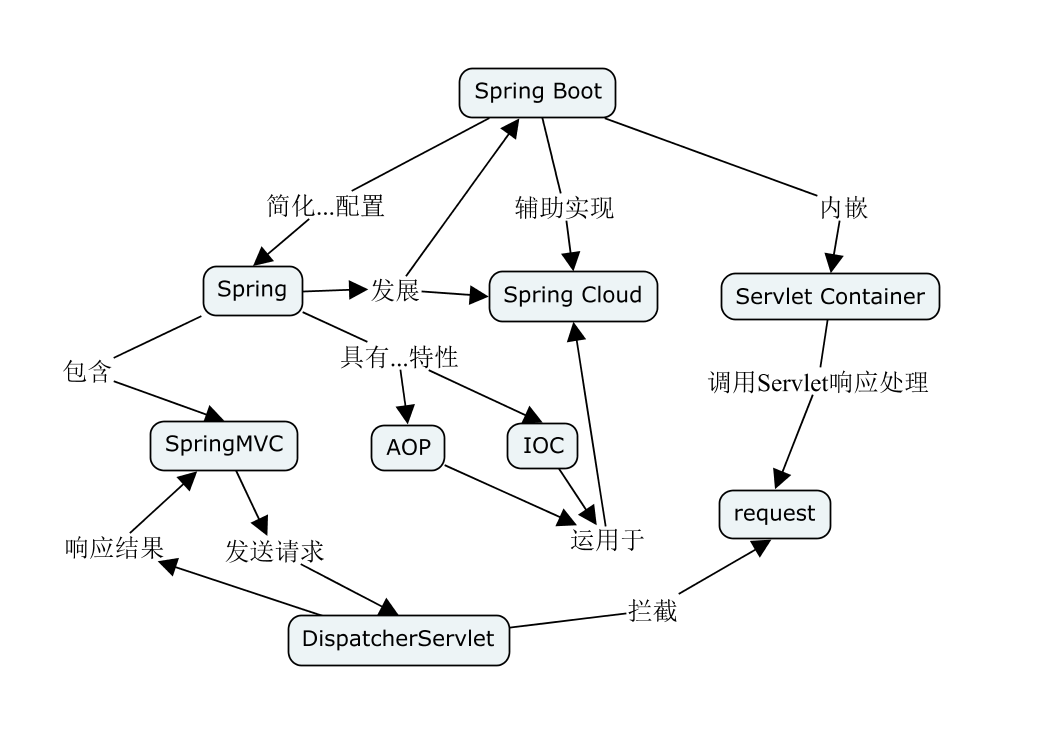 Spring Boot
简化...配置
辅助实现
内嵌
Spring
发展
Spring Cloud
Servlet Container
包含
具有...特性
调用Servlet响应处理
SpringMVC
AOP
IOC
request
响应结果
发送请求
运用于
拦截
DispatcherServlet